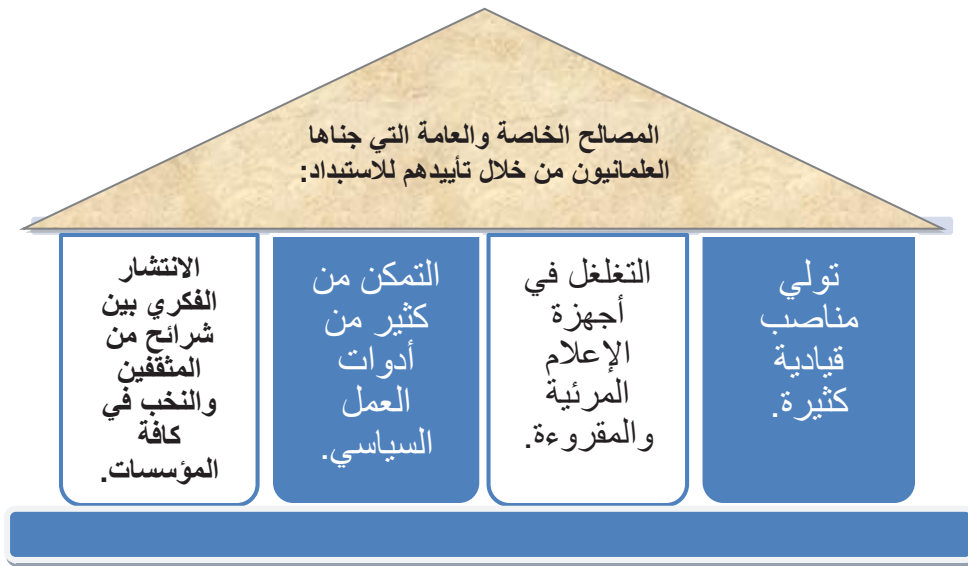 المصالح الخاصة والعامة التي جناها
العلمانيون من خلال تأييدهم للاستبداد:
تولي
مناصب
قيادية
كثيرة.
التغلغل في
أجهزة
الإعلام
المرئية
والمقروءة.
التمكن من
كثير من
أدوات
العمل
السياسي.
الانتشار
الفكري بين
شرائح من
المثقفين
والنخب في
كافة
المؤسسات.